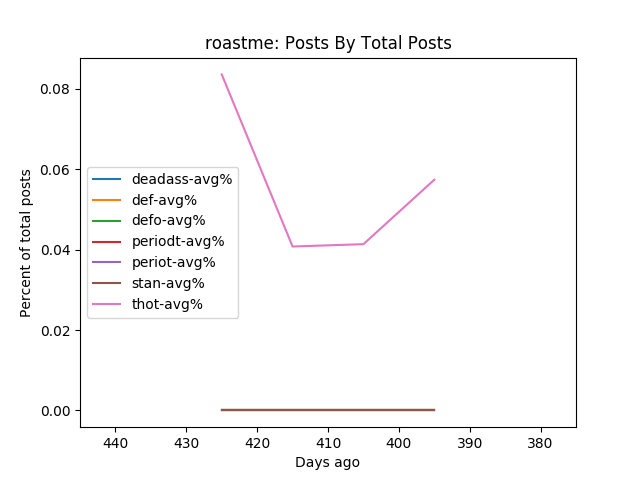 roastme: Posts By Total Posts
Percent of total posts
0.08
0.06
0.04
0.02
0.00
deadass-avg%
def-avg%
defo-avg%
periodt-avg%
periot-avg%
stan-avg%
thot-avg%
440 430 420 410 400 390 380
Days ago